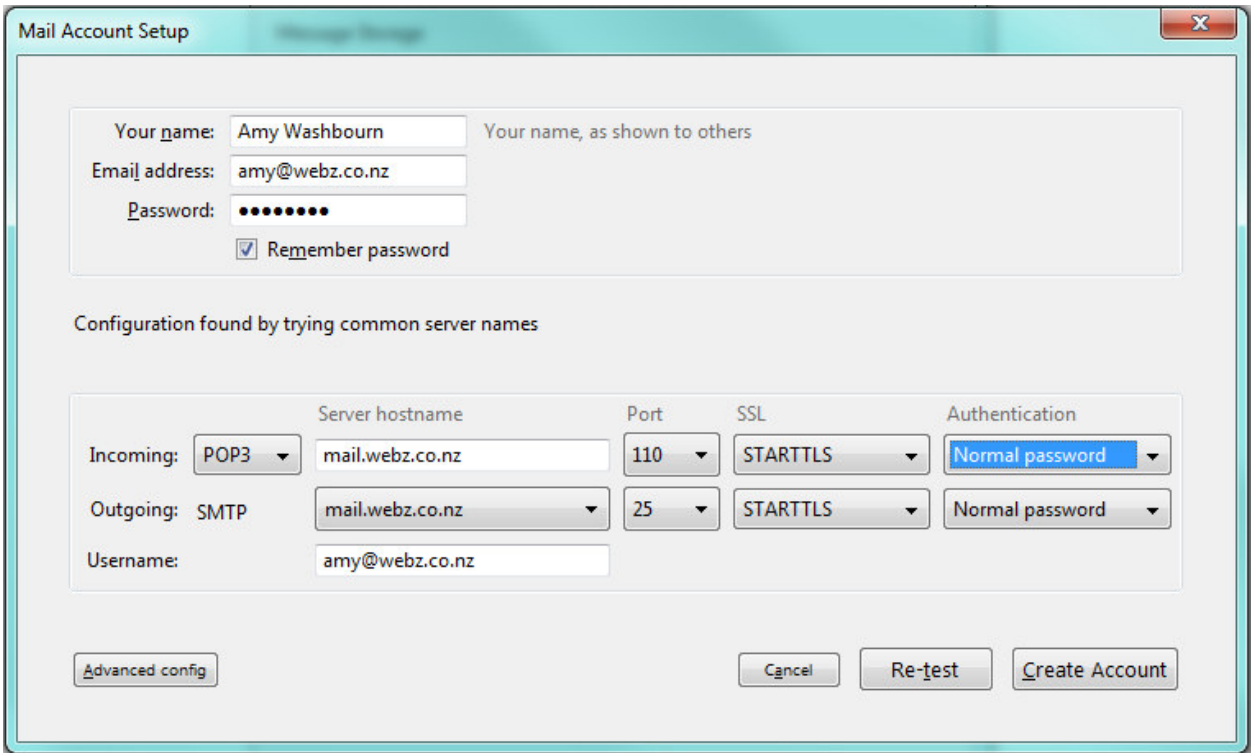 Mail Account Setup
Message Storage
Your name: Amy Washbourn Your name, as shown to others
Email address: amy@webz.co.nz
Password: ●●●●●●●●
Remember password
Configuration found by trying common server names
Server hostname Port SSL Authentication
Incoming: POP3 mail.webz.co.nz 110 STARTTLS Normal password
Outgoing: SMTP mail.webz.co.nz 25 STARTTLS Normal password
Username: amy@webz.co.nz
Advanced config Cancel Re-test Create Account